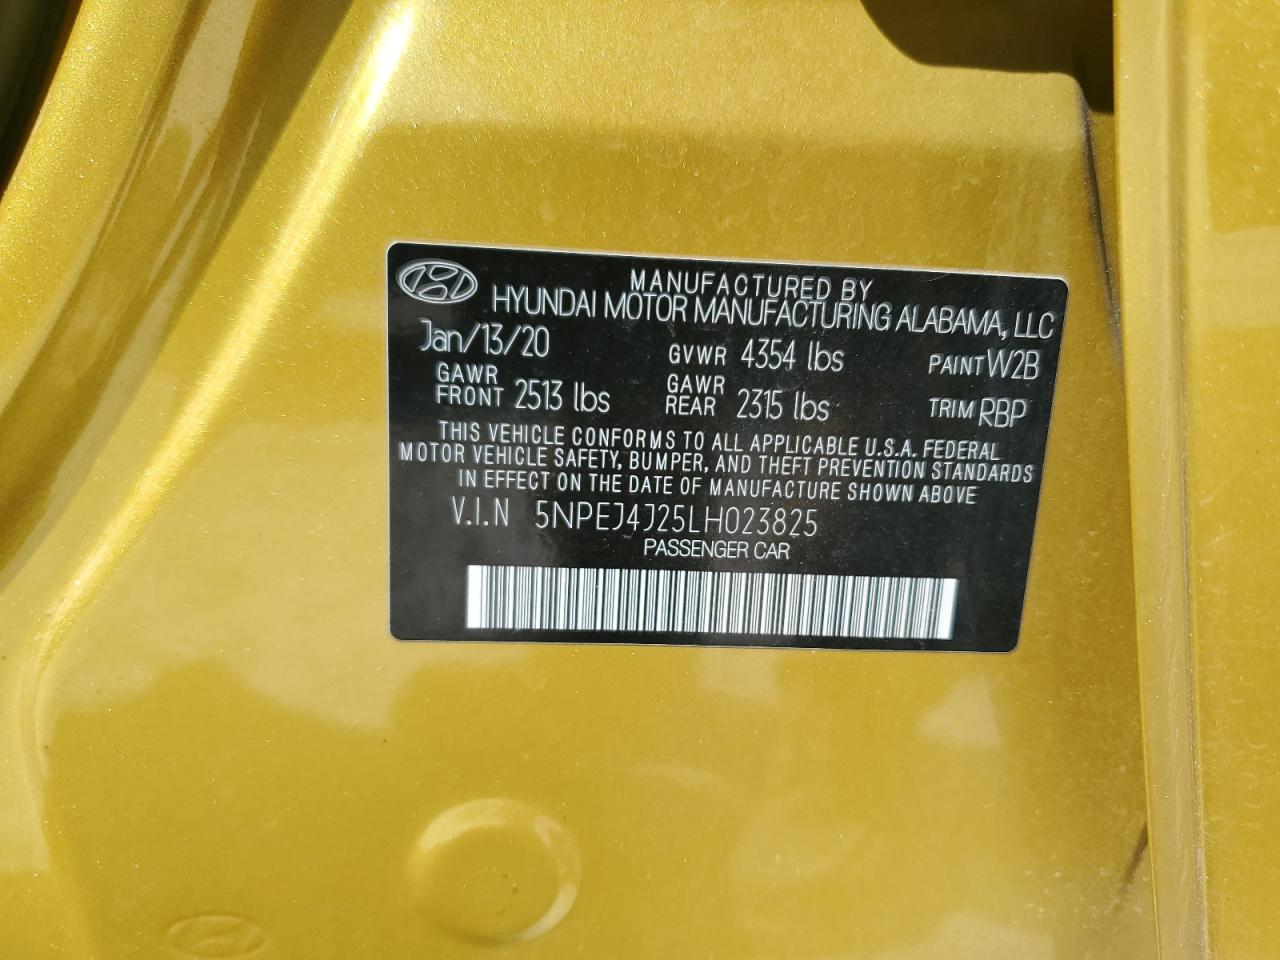 MANUFACTURED BY
HYUNDAI MOTOR MANUFACTURING ALABAMA, LLC
Jan/13/20 GVWR 4354 lbs PAINT W2B
GAWR FRONT 2513 lbs GAWR REAR 2315 lbs TRIM RBP
THIS VEHICLE CONFORMS TO ALL APPLICABLE U.S.A. FEDERAL
MOTOR VEHICLE SAFETY, BUMPER, AND THEFT PREVENTION STANDARDS
IN EFFECT ON THE DATE OF MANUFACTURE SHOWN ABOVE
V.I.N 5NPEJ4J25LH023825
PASSENGER CAR